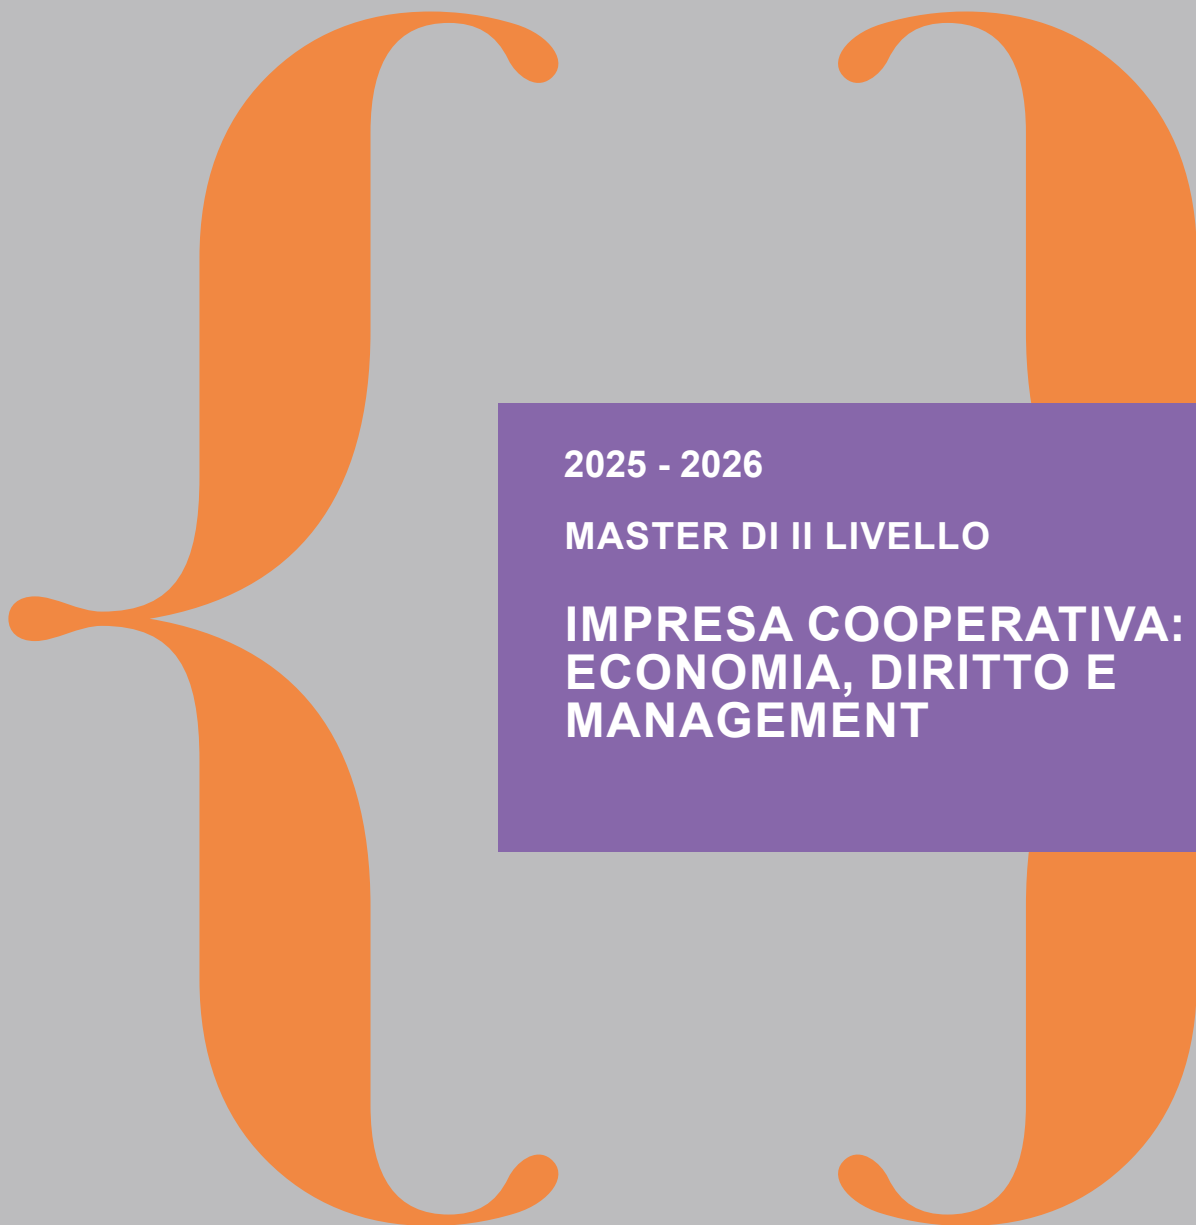 2025 - 2026
MASTER DI II LIVELLO
IMPRESA COOPERATIVA:
ECONOMIA, DIRITTO E
MANAGEMENT